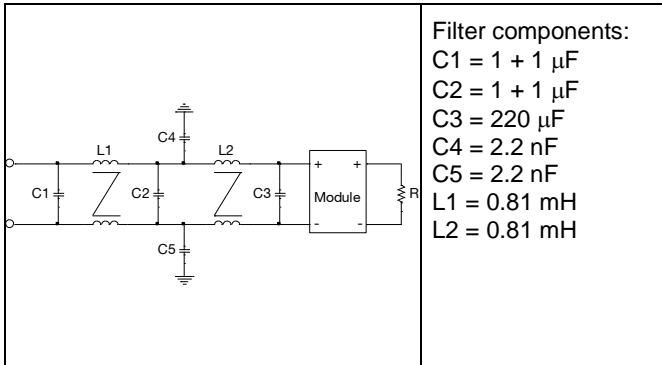 Filter components:
C1 = 1 + 1 μF
C2 = 1 + 1 μF
C3 = 220 μF
C4 = 2.2 nF
C5 = 2.2 nF
L1 = 0.81 mH
L2 = 0.81 mH
C4
L1
L2
C1
C2
C3
+ +
Module
- -
R
C5